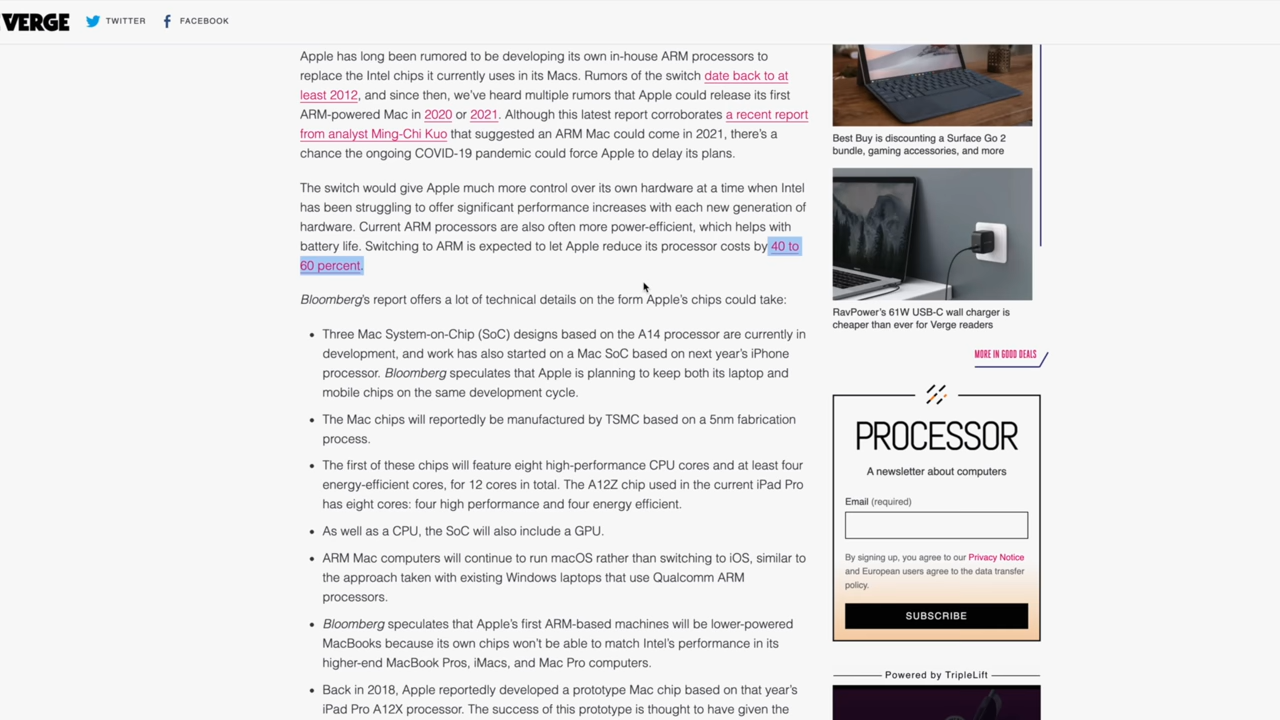 VERGE
TWITTER
FACEBOOK
Apple has long been rumored to be developing its own in-house ARM processors to
replace the Intel chips it currently uses in its Macs. Rumors of the switch date back to at
least 2012, and since then, we've heard multiple rumors that Apple could release its first
ARM-powered Mac in 2020 or 2021. Although this latest report corroborates a recent report
from analyst Ming-Chi Kuo that suggested an ARM Mac could come in 2021, there's a
chance the ongoing COVID-19 pandemic could force Apple to delay its plans.
The switch would give Apple much more control over its own hardware at a time when Intel
has been struggling to offer significant performance increases with each new generation of
hardware. Current ARM processors are also often more power-efficient, which helps with
battery life. Switching to ARM is expected to let Apple reduce its processor costs by 40 to
60 percent.
Bloomberg's report offers a lot of technical details on the form Apple's chips could take:
• Three Mac System-on-Chip (SoC) designs based on the A14 processor are currently in
development, and work has also started on a Mac SoC based on next year's iPhone
processor. Bloomberg speculates that Apple is planning to keep both its laptop and
mobile chips on the same development cycle.
• The Mac chips will reportedly be manufactured by TSMC based on a 5nm fabrication
process.
• The first of these chips will feature eight high-performance CPU cores and at least four
energy-efficient cores, for 12 cores in total. The A12Z chip used in the current iPad Pro
has eight cores: four high performance and four energy efficient.
• As well as a CPU, the SoC will also include a GPU.
• ARM Mac computers will continue to run macOS rather than switching to iOS, similar to
the approach taken with existing Windows laptops that use Qualcomm ARM
processors.
• Bloomberg speculates that Apple's first ARM-based machines will be lower-powered
MacBooks because its own chips won't be able to match Intel's performance in its
higher-end MacBook Pros, iMacs, and Mac Pro computers.
• Back in 2018, Apple reportedly developed a prototype Mac chip based on that year's
iPad Pro A12X processor. The success of this prototype is thought to have given the
Best Buy is discounting a Surface Go 2
bundle, gaming accessories, and more
RavPower's 61W USB-C wall charger is
cheaper than ever for Verge readers
MORE IN GOOD DEALS
PROCESSOR
A newsletter about computers
Email (required)
By signing up, you agree to our Privacy Notice
and European users agree to the data transfer
policy.
SUBSCRIBE
Powered by TripleLift